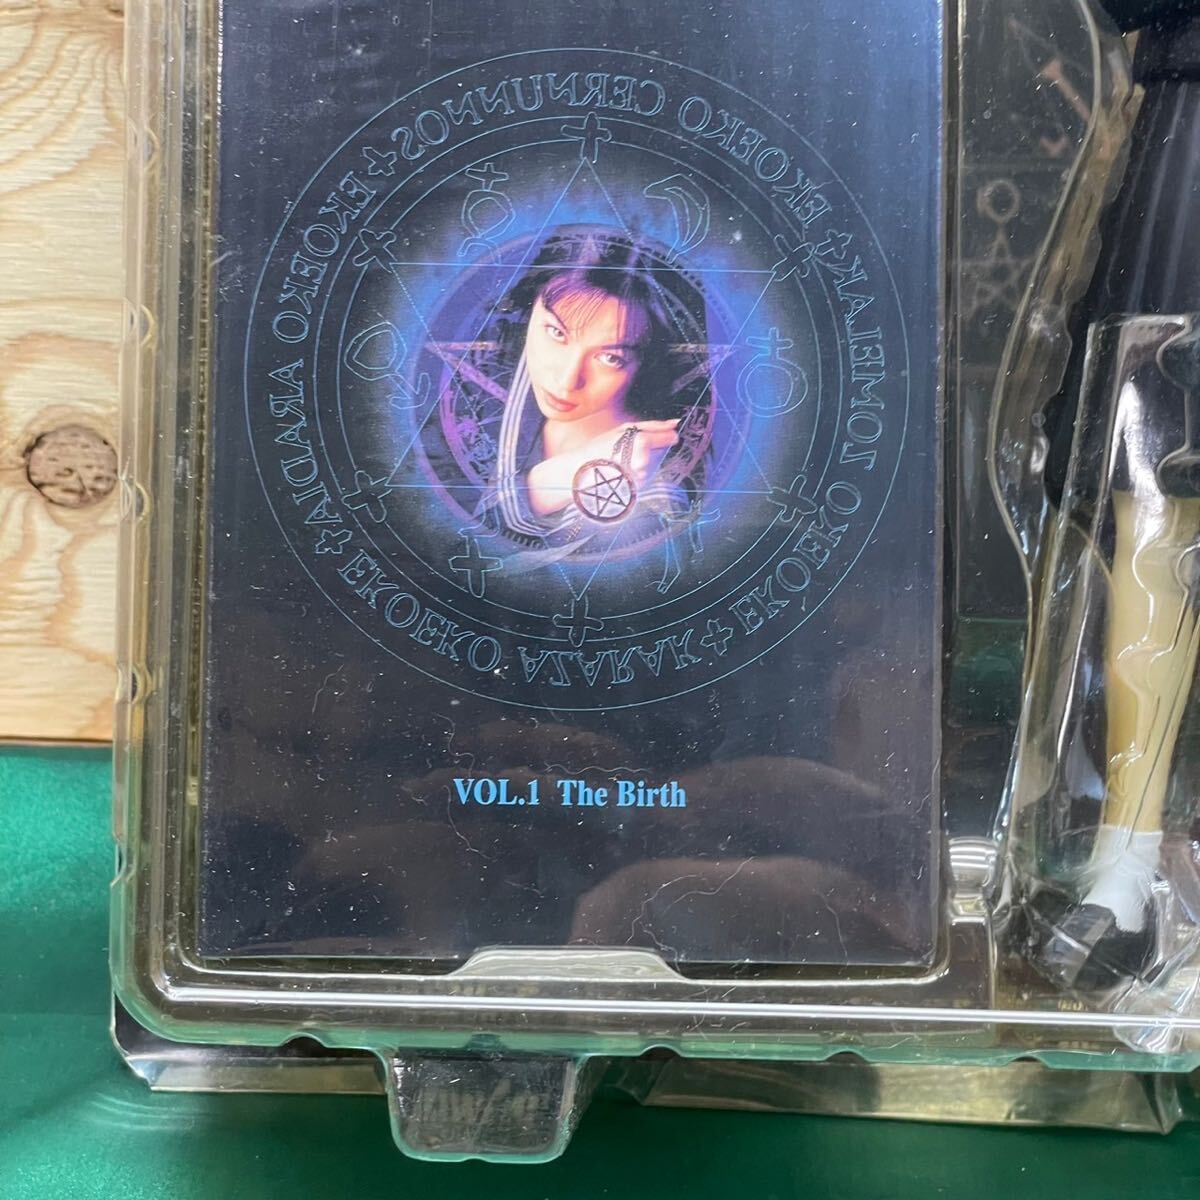 EKOEKO AZARAK ★ EKOEKO ZOMELAK ★ EKOEKO CERNUNNOS ★ EKOEKO ARADIA ★
VOL.1 The Birth